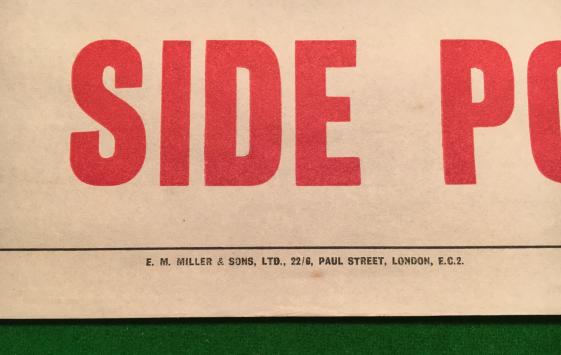 SIDE PO
E. M. MILLER & SONS, LTD., 22/6, PAUL STREET, LONDON, E.C.2.